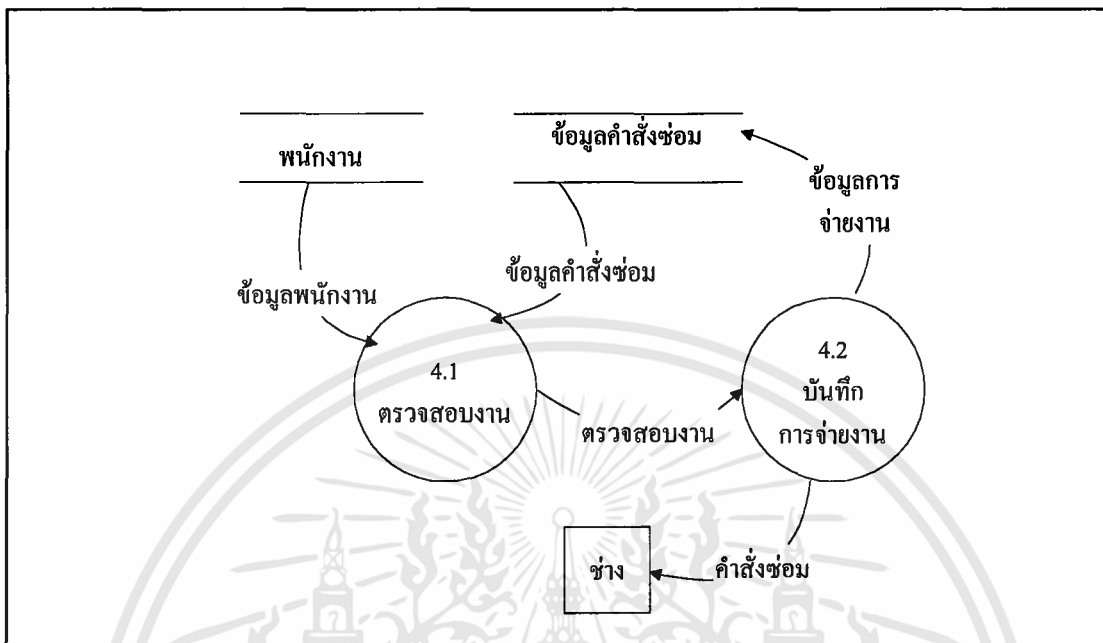 พนักงาน
ข้อมูลคำสั่งซ่อม
ข้อมูลการ
จ่ายงาน
ข้อมูลพนักงาน
ข้อมูลคำสั่งซ่อม
4.1
ตรวจสอบงาน
ตรวจสอบงาน
4.2
บันทึก
การจ่ายงาน
ช่าง
คำสั่งซ่อม